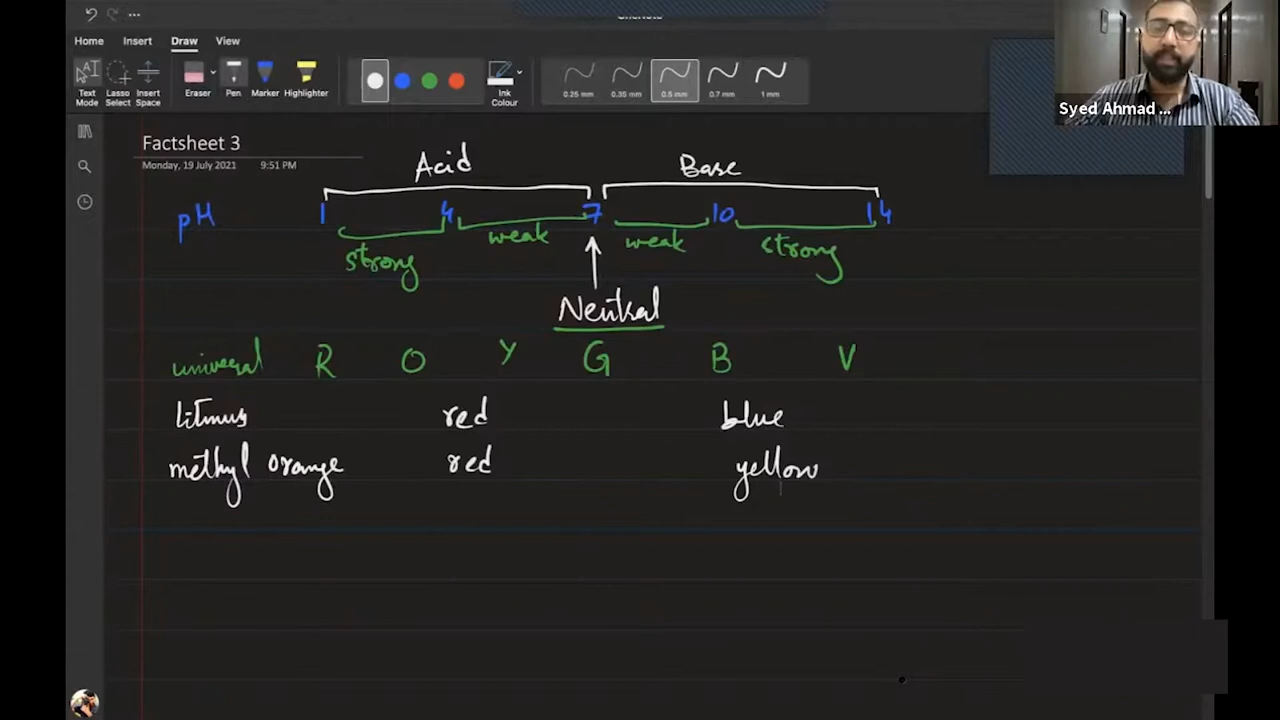 OneNote
Home Insert Draw View
Text Mode Lasso Select Insert Space Eraser Pen Marker Highlighter Ink Colour 0.25 mm 0.35 mm 0.5 mm 0.7 mm 1 mm
Syed Ahmad ...
Factsheet 3
Monday, 19 July 2021 9:51 PM
Acid Base
pH 1 4 7 10 14
strong weak weak strong
Neutral
univeral R O Y G B V
litmus red blue
methyl orange red yellow